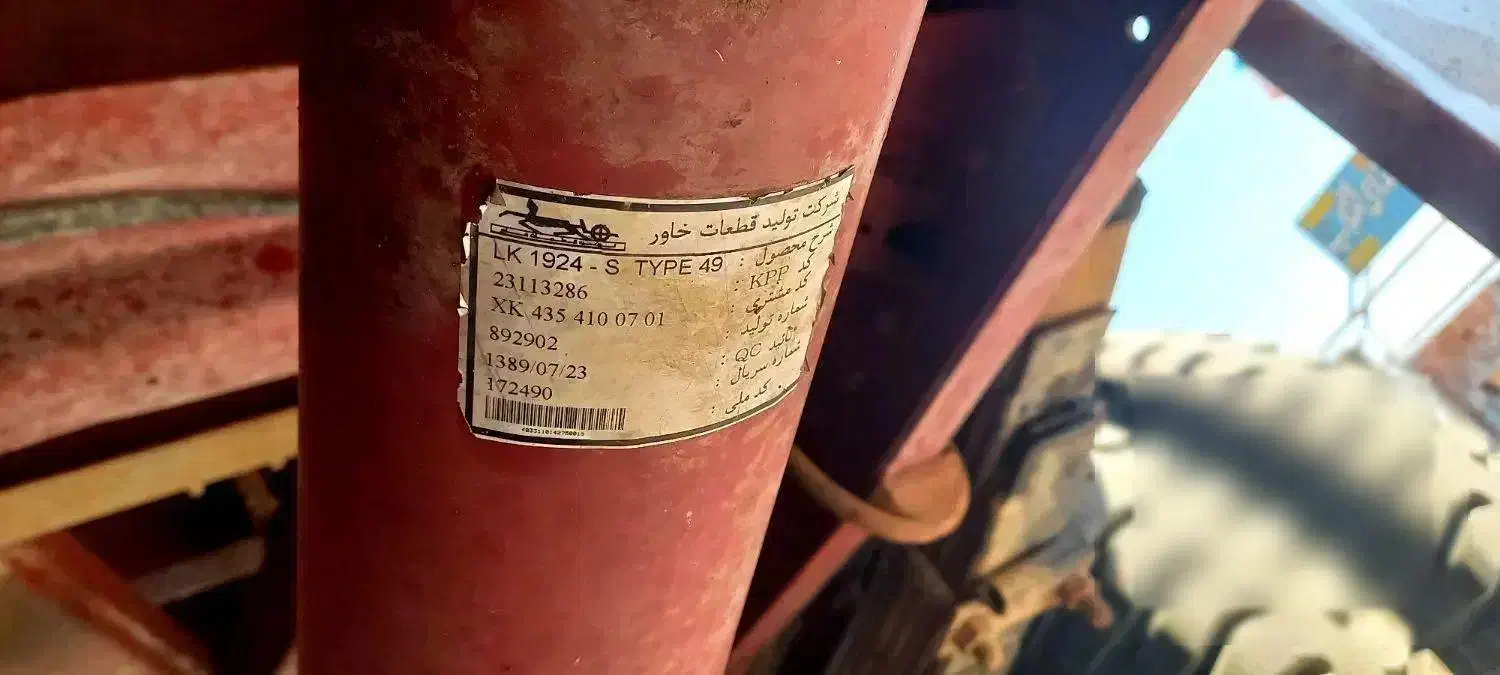 شرکت تولید قطعات خاور
شرح محصول : LK 1924 - S TYPE 49
کد KPP : 23113286
کد مشتری : XK 435 410 07 01
شماره تولید : 892902
تائید QC : 1389/07/23
شماره سریال : 172490
کد ملی :